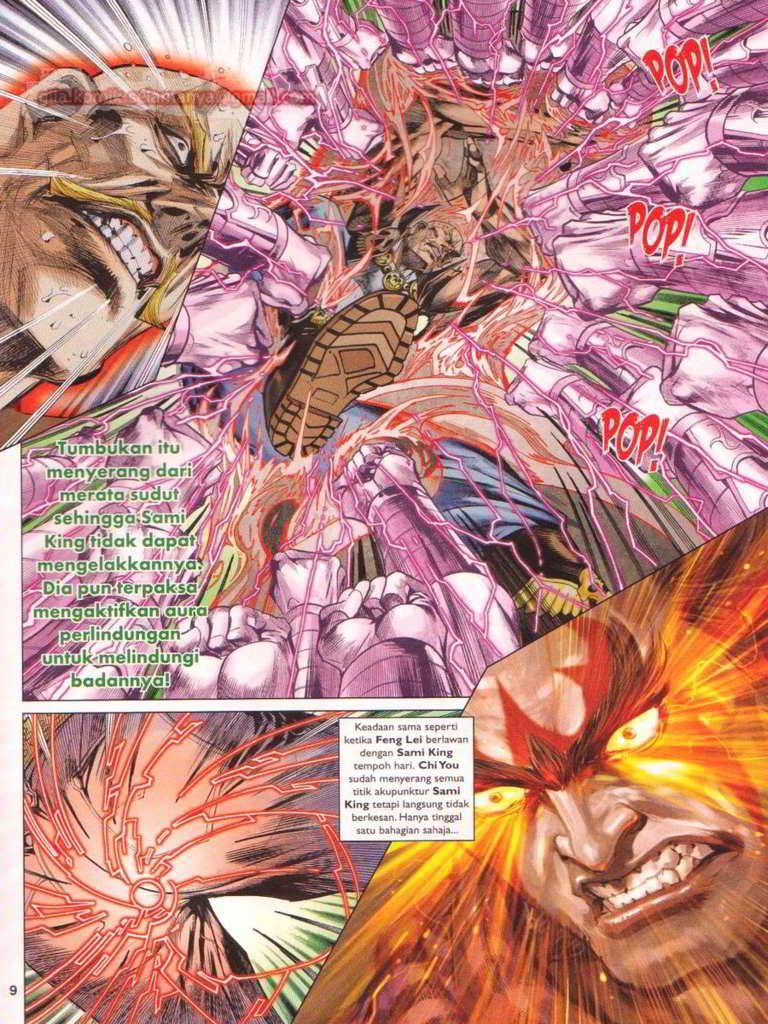 POP!
POP!
POP!
Tumbukan itu
menyerang dari
merata sudut
sehingga Sami
King tidak dapat
mengelakkannya.
Dia pun terpaksa
mengaktifkan aura
perlindungan
untuk melindungi
badannya!
Keadaan sama seperti
ketika Feng Lei berlawan
dengan Sami King
tempoh hari. Chi You
sudah menyerang semua
titik akupunktur Sami
King tetapi langsung tidak
berkesan. Hanya tinggal
satu bahagian sahaja...
9